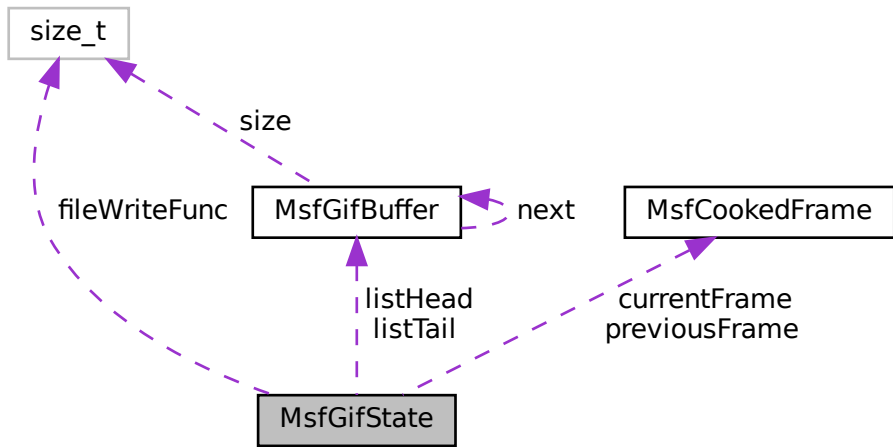 size_t
size
fileWriteFunc
MsfGifBuffer
next
MsfCookedFrame
listHead
listTail
currentFrame
previousFrame
MsfGifState